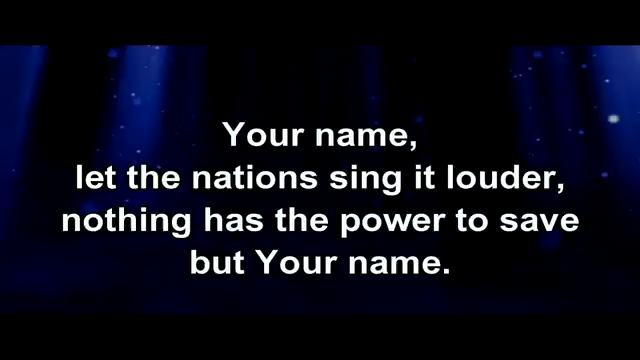 Your name,
let the nations sing it louder,
nothing has the power to save
but Your name.